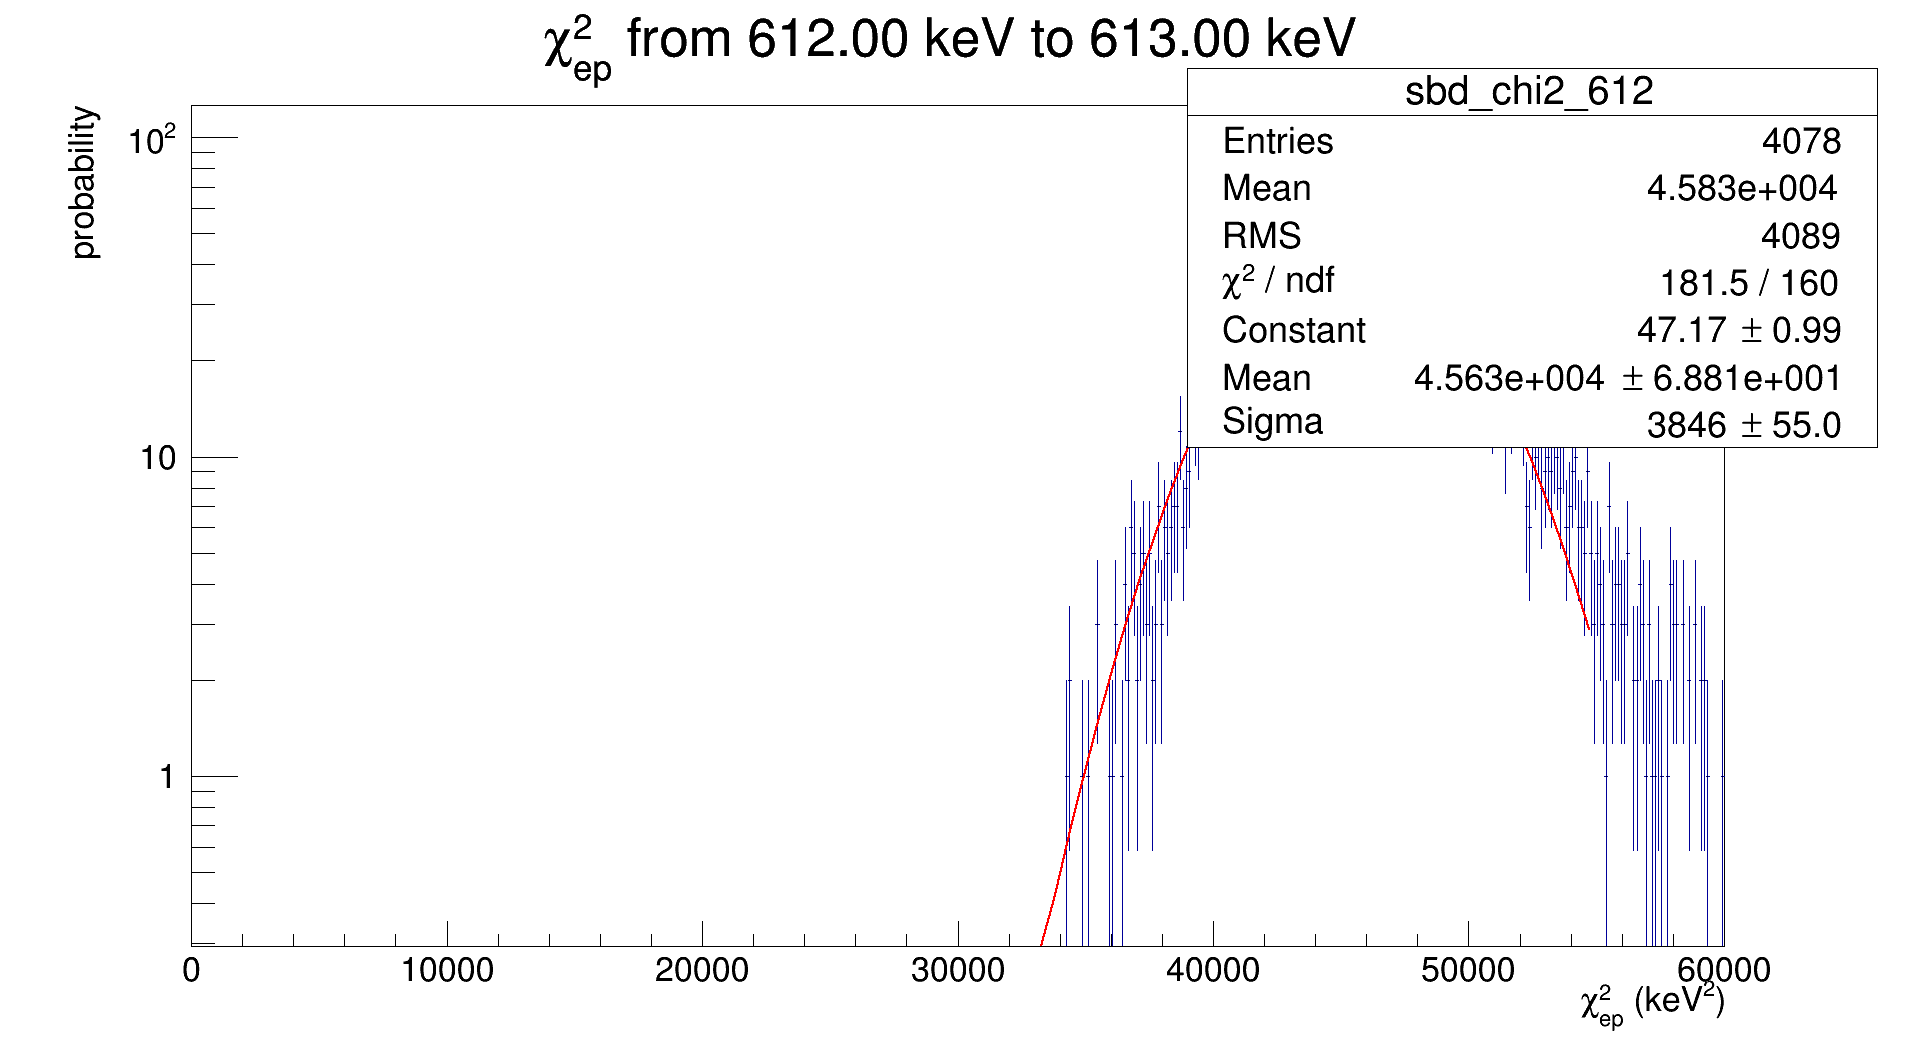 χ²ep from 612.00 keV to 613.00 keV
probability
10²
10
1
sbd_chi2_612
Entries 4078
Mean 4.583e+004
RMS 4089
χ² / ndf 181.5 / 160
Constant 47.17 ± 0.99
Mean 4.563e+004 ± 6.881e+001
Sigma 3846 ± 55.0
0 10000 20000 30000 40000 50000 60000
χ²ep (keV²)